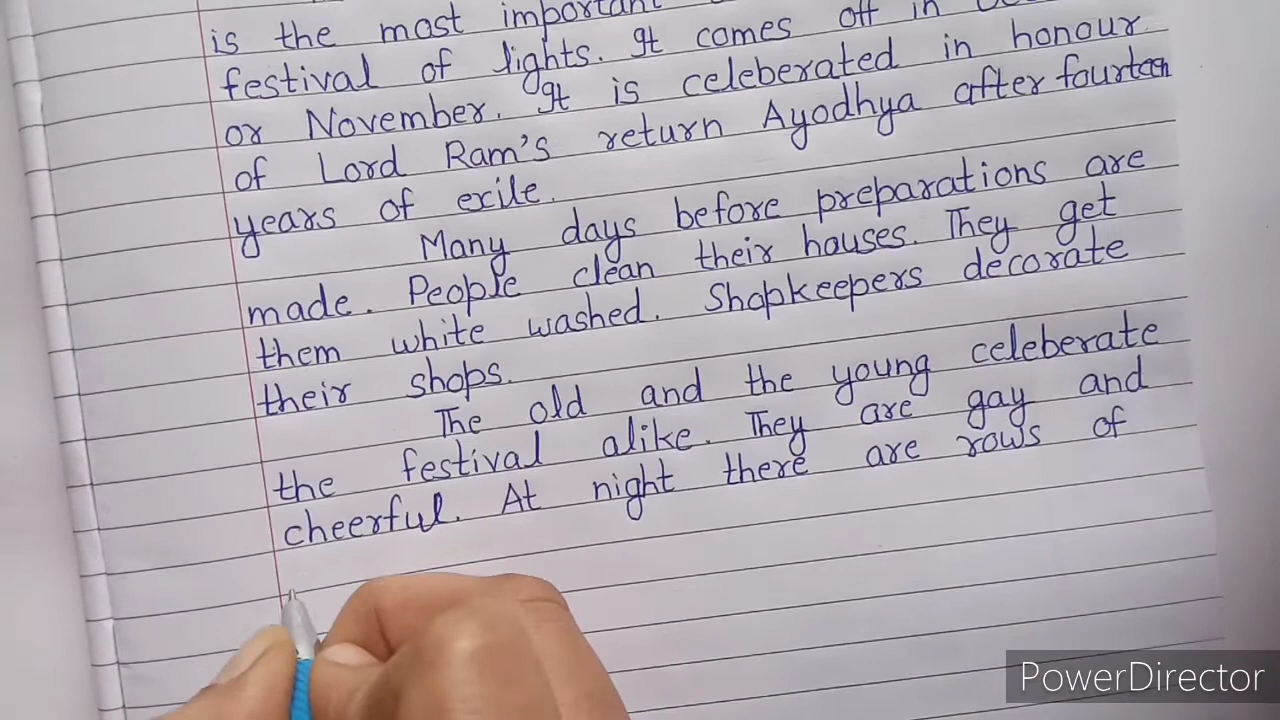 is the most important
festival of lights. It comes off in
or November. It is celeberated in honour
of Lord Ram's return Ayodhya after fourteen
years of exile.
Many days before preparations are
made. People clean their houses. They get
them white washed. Shopkeepers decorate
their shops.
The old and the young celeberate
the festival alike. They are gay and
cheerful. At night there are rows of
PowerDirector